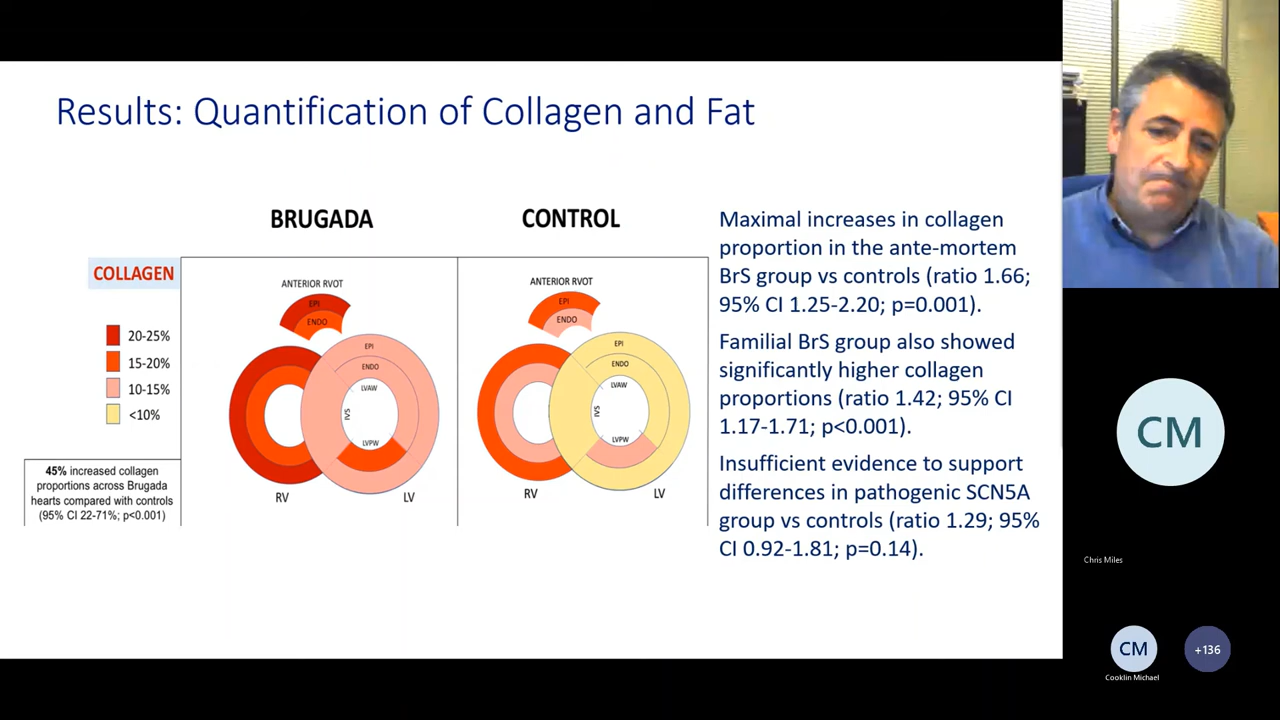 Results: Quantification of Collagen and Fat
BRUGADA
CONTROL
COLLAGEN
20-25%
15-20%
10-15%
<10%
45% increased collagen
proportions across Brugada
hearts compared with controls
(95% CI 22-71%; p<0.001)
ANTERIOR RVOT
EPI
ENDO
EPI
ENDO
LVAW
IVS
LVPW
RV
LV
ANTERIOR RVOT
EPI
ENDO
EPI
ENDO
LVAW
IVS
LVPW
RV
LV
Maximal increases in collagen
proportion in the ante-mortem
BrS group vs controls (ratio 1.66;
95% CI 1.25-2.20; p=0.001).
Familial BrS group also showed
significantly higher collagen
proportions (ratio 1.42; 95% CI
1.17-1.71; p<0.001).
Insufficient evidence to support
differences in pathogenic SCN5A
group vs controls (ratio 1.29; 95%
CI 0.92-1.81; p=0.14).
CM
Chris Miles
CM
+136
Cooklin Michael